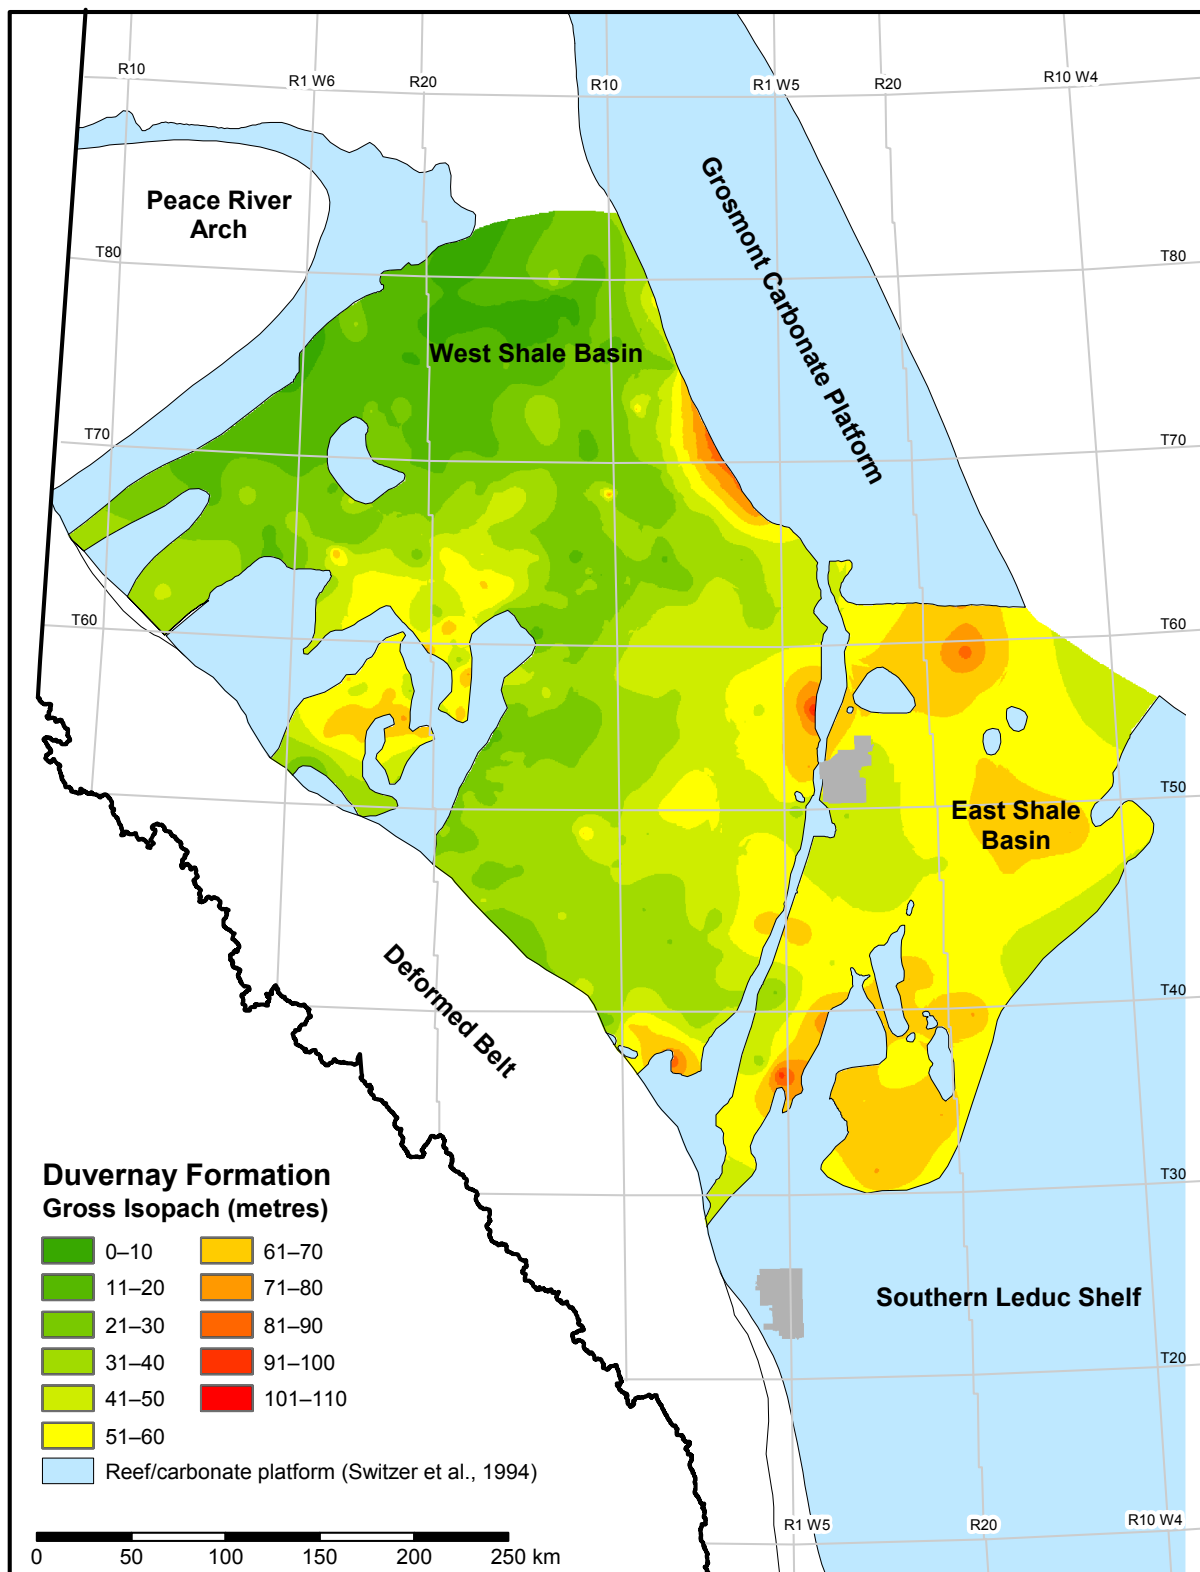 R10
R1 W6
R20
R10
R1 W5
R20
R10 W4
Peace River
Arch
Grosmont Carbonate Platform
T80
T80
West Shale Basin
T70
T70
T60
T60
T50
East Shale
Basin
Deformed Belt
T40
Duvernay Formation
Gross Isopach (metres)
0–10
11–20
21–30
31–40
41–50
51–60
61–70
71–80
81–90
91–100
101–110
Reef/carbonate platform (Switzer et al., 1994)
T30
Southern Leduc Shelf
T20
R1 W5
R20
R10 W4
0 50 100 150 200 250 km